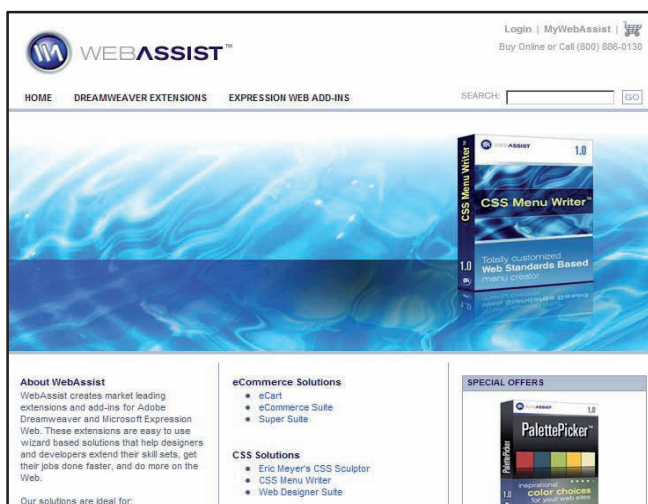 Login | MyWebAssist |
WEBASSIST™
Buy Online or Call (800) 886-0130
HOME DREAMWEAVER EXTENSIONS EXPRESSION WEB ADD-INS SEARCH: GO
WEBASSIST 1.0
CSS Menu Writer™
CSS Menu Writer™
Totally customized
Web Standards Based
menu creator
1.0
About WebAssist
WebAssist creates market leading
extensions and add-ins for Adobe
Dreamweaver and Microsoft Expression
Web. These extensions are easy to use
wizard based solutions that help designers
and developers extend their skill sets, get
their jobs done faster, and do more on the
Web.
Our solutions are ideal for:
eCommerce Solutions
eCart
eCommerce Suite
Super Suite
CSS Solutions
Eric Meyer's CSS Sculptor
CSS Menu Writer
Web Designer Suite
SPECIAL OFFERS
WEBASSIST 1.0
PalettePicker™
PalettePicker
inspirational
color choices
for your web sites
1.0